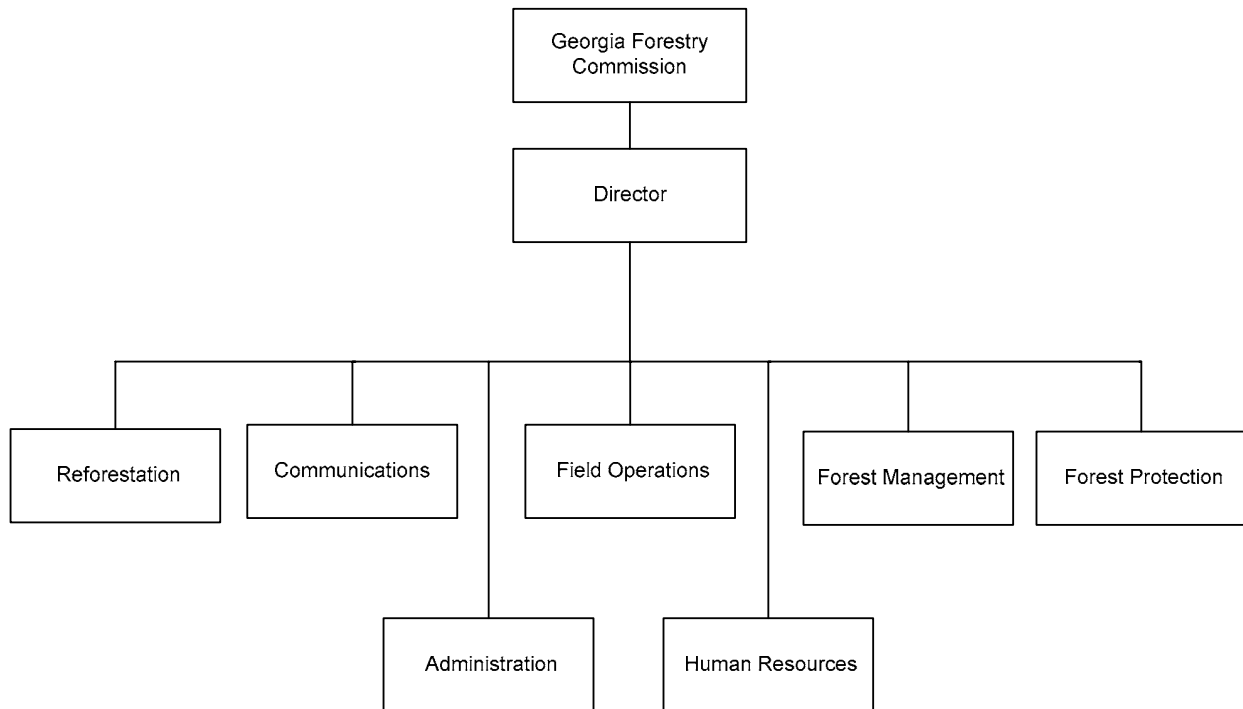 Georgia Forestry
Commission
Director
Reforestation
Communications
Field Operations
Forest Management
Forest Protection
Administration
Human Resources